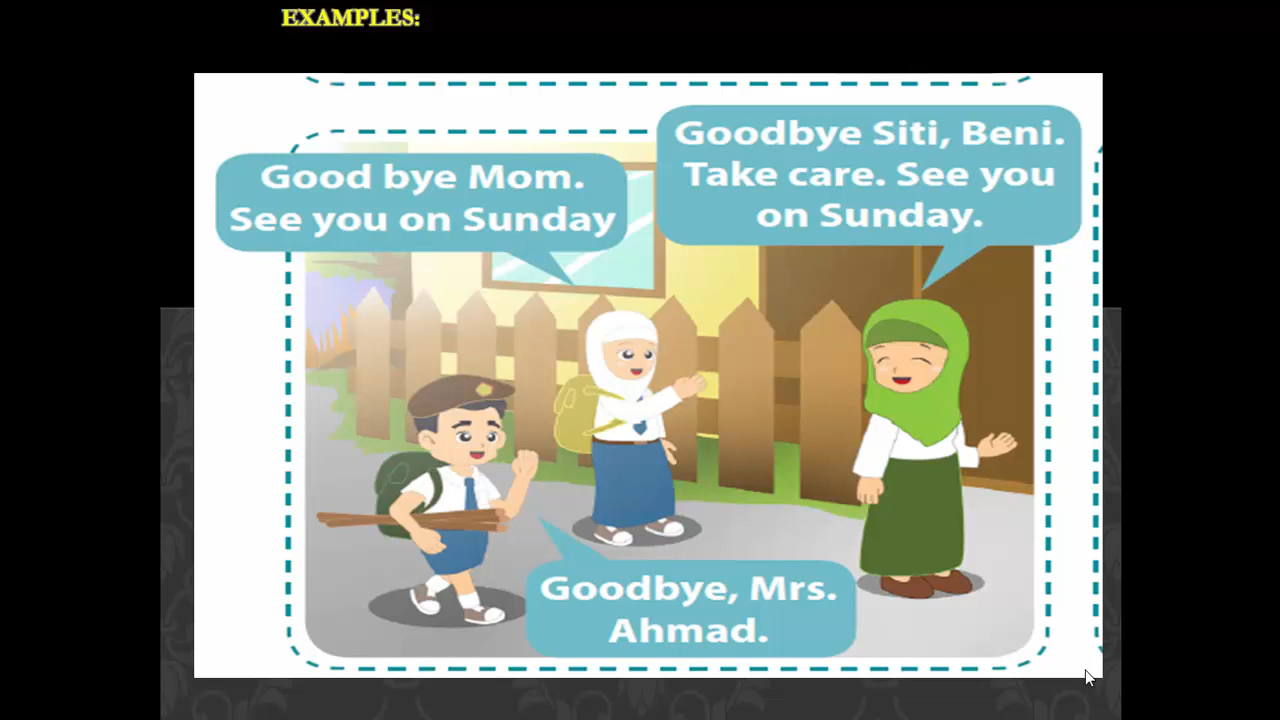 EXAMPLES:
Good bye Mom.
See you on Sunday
Goodbye Siti, Beni.
Take care. See you
on Sunday.
Goodbye, Mrs.
Ahmad.